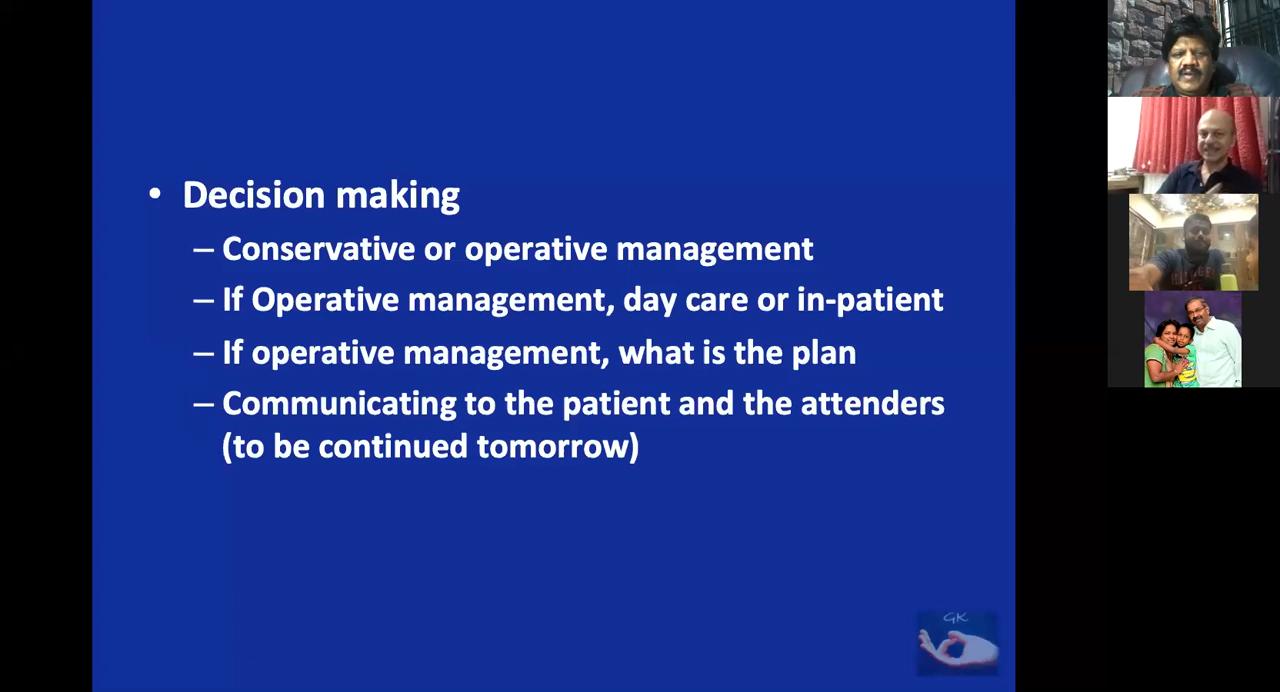 • Decision making
– Conservative or operative management
– If Operative management, day care or in-patient
– If operative management, what is the plan
– Communicating to the patient and the attenders
(to be continued tomorrow)
GK